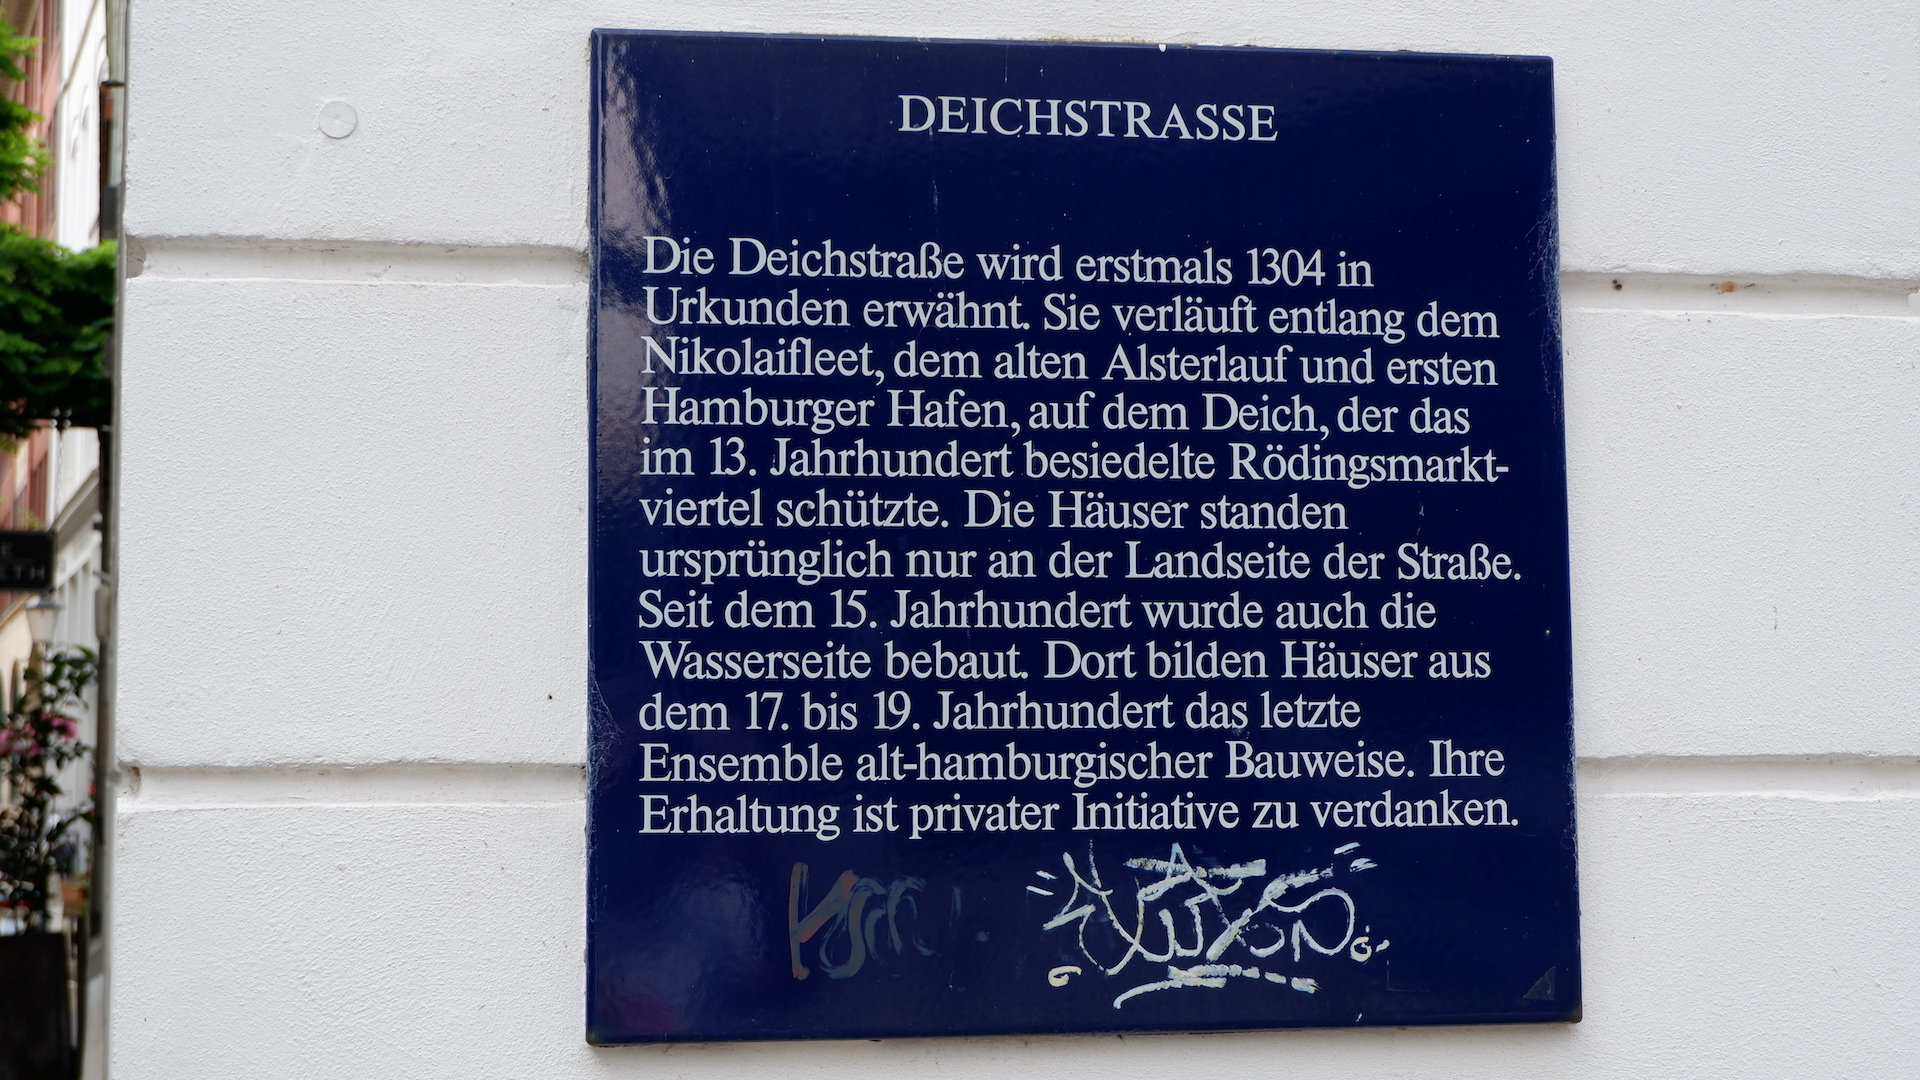 DEICHSTRASSE
Die Deichstraße wird erstmals 1304 in
Urkunden erwähnt. Sie verläuft entlang dem
Nikolaifleet, dem alten Alsterlauf und ersten
Hamburger Hafen, auf dem Deich, der das
im 13. Jahrhundert besiedelte Rödingsmarkt-
viertel schützte. Die Häuser standen
ursprünglich nur an der Landseite der Straße.
Seit dem 15. Jahrhundert wurde auch die
Wasserseite bebaut. Dort bilden Häuser aus
dem 17. bis 19. Jahrhundert das letzte
Ensemble alt-hamburgischer Bauweise. Ihre
Erhaltung ist privater Initiative zu verdanken.